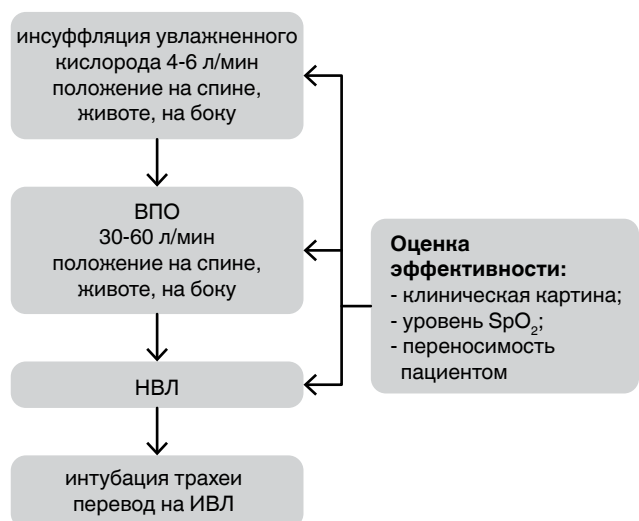 инсуффляция увлажненного
кислорода 4-6 л/мин
положение на спине,
животе, на боку
ВПО
30-60 л/мин
положение на спине,
животе, на боку
НВЛ
интубация трахеи
перевод на ИВЛ
Оценка
эффективности:
- клиническая картина;
- уровень SpO₂;
- переносимость
пациентом